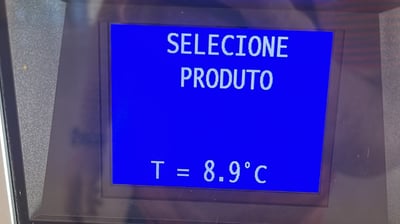 SELECIONE
PRODUTO
T = 8.9°C